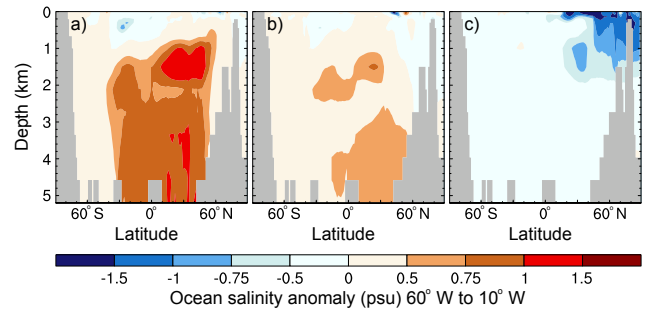 a) b) c)
0
1
2
3
4
5
Depth (km)
60° S 0° 60° N 60° S 0° 60° N 60° S 0° 60° N
Latitude Latitude Latitude
-1.5 -1 -0.75 -0.5 0 0.5 0.75 1 1.5
Ocean salinity anomaly (psu) 60° W to 10° W